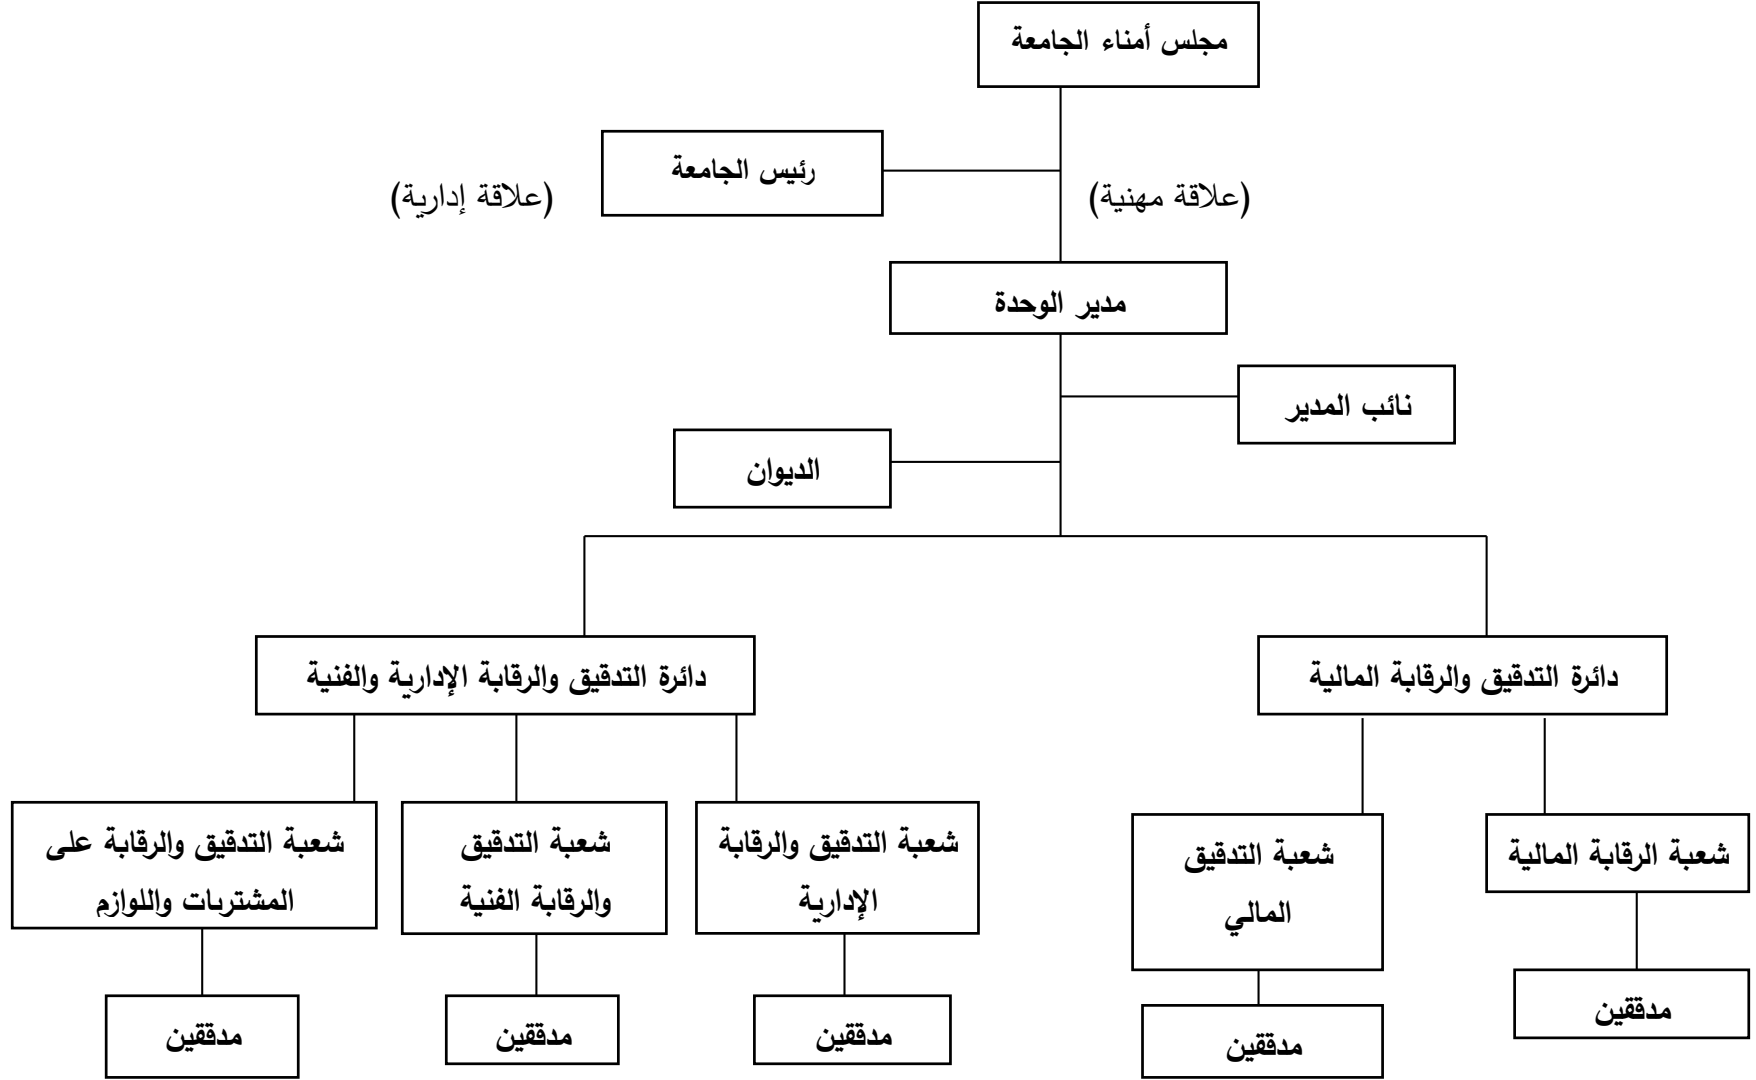 مجلس أمناء الجامعة
رئيس الجامعة
(علاقة مهنية)
(علاقة إدارية)
مدير الوحدة
نائب المدير
الديوان
دائرة التدقيق والرقابة المالية
دائرة التدقيق والرقابة الإدارية والفنية
شعبة الرقابة المالية
شعبة التدقيق
المالي
شعبة التدقيق والرقابة
الإدارية
شعبة التدقيق
والرقابة الفنية
شعبة التدقيق والرقابة على
المشتريات واللوازم
مدققين
مدققين
مدققين
مدققين
مدققين